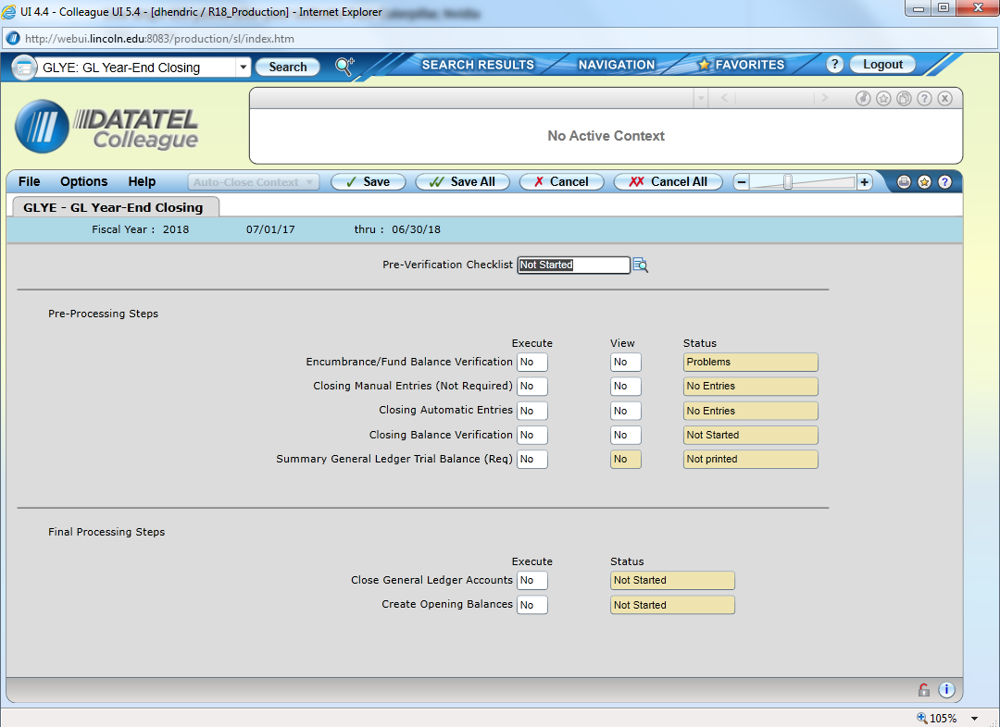 UI 4.4 - Colleague UI 5.4 - [dhendric / R18_Production] - Internet Explorer
http://webui.lincoln.edu:8083/production/sl/index.htm
GLYE: GL Year-End Closing Search SEARCH RESULTS NAVIGATION FAVORITES ? Logout
DATATEL
Colleague
No Active Context
File Options Help Auto-Close Context Save Save All Cancel Cancel All
GLYE - GL Year-End Closing
Fiscal Year : 2018 07/01/17 thru : 06/30/18
Pre-Verification Checklist Not Started
Pre-Processing Steps
Execute View Status
Encumbrance/Fund Balance Verification No No Problems
Closing Manual Entries (Not Required) No No No Entries
Closing Automatic Entries No No No Entries
Closing Balance Verification No No Not Started
Summary General Ledger Trial Balance (Req) No No Not printed
Final Processing Steps
Execute Status
Close General Ledger Accounts No Not Started
Create Opening Balances No Not Started
105%